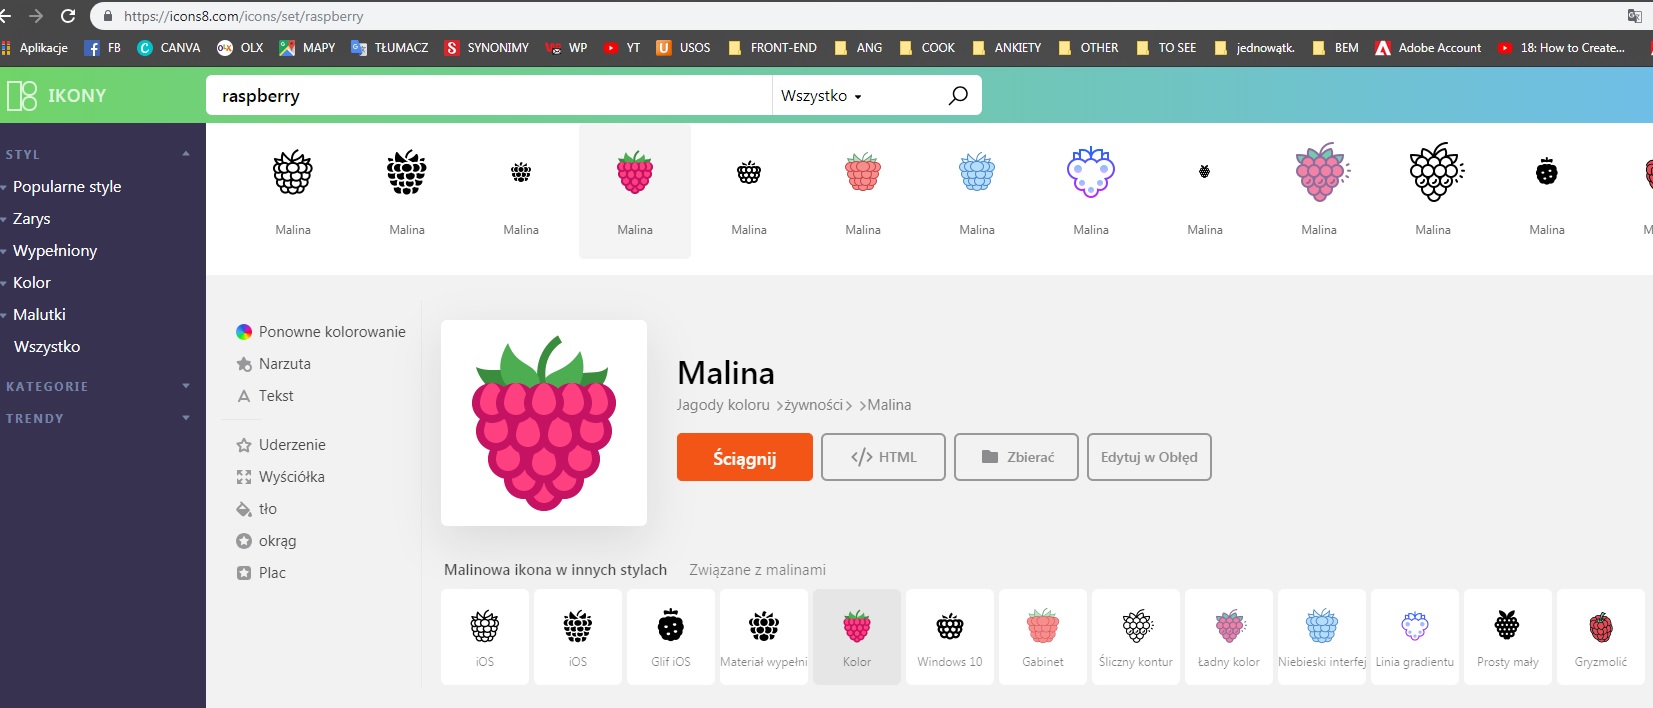 https://icons8.com/icons/set/raspberry
Aplikacje FB CANVA OLX MAPY TŁUMACZ SYNONIMY WP YT USOS FRONT-END ANG COOK ANKIETY OTHER TO SEE jednowątk. BEM Adobe Account 18: How to Create...
IKONY
raspberry Wszystko
STYL
Popularne style
Zarys
Wypełniony
Kolor
Malutki
Wszystko
KATEGORIE
TRENDY
Malina Malina Malina Malina Malina Malina Malina Malina Malina Malina Malina Malina M
Ponowne kolorowanie
Narzuta
Tekst
Uderzenie
Wyściółka
tło
okrąg
Plac
Malina
Jagody koloru >żywności> >Malina
Ściągnij </> HTML Zbierać Edytuj w Obłęd
Malinowa ikona w innych stylach Związane z malinami
iOS iOS Glif iOS Materiał wypełni Kolor Windows 10 Gabinet Śliczny kontur Ładny kolor Niebieski interfej Linia gradientu Prosty mały Gryzmolić